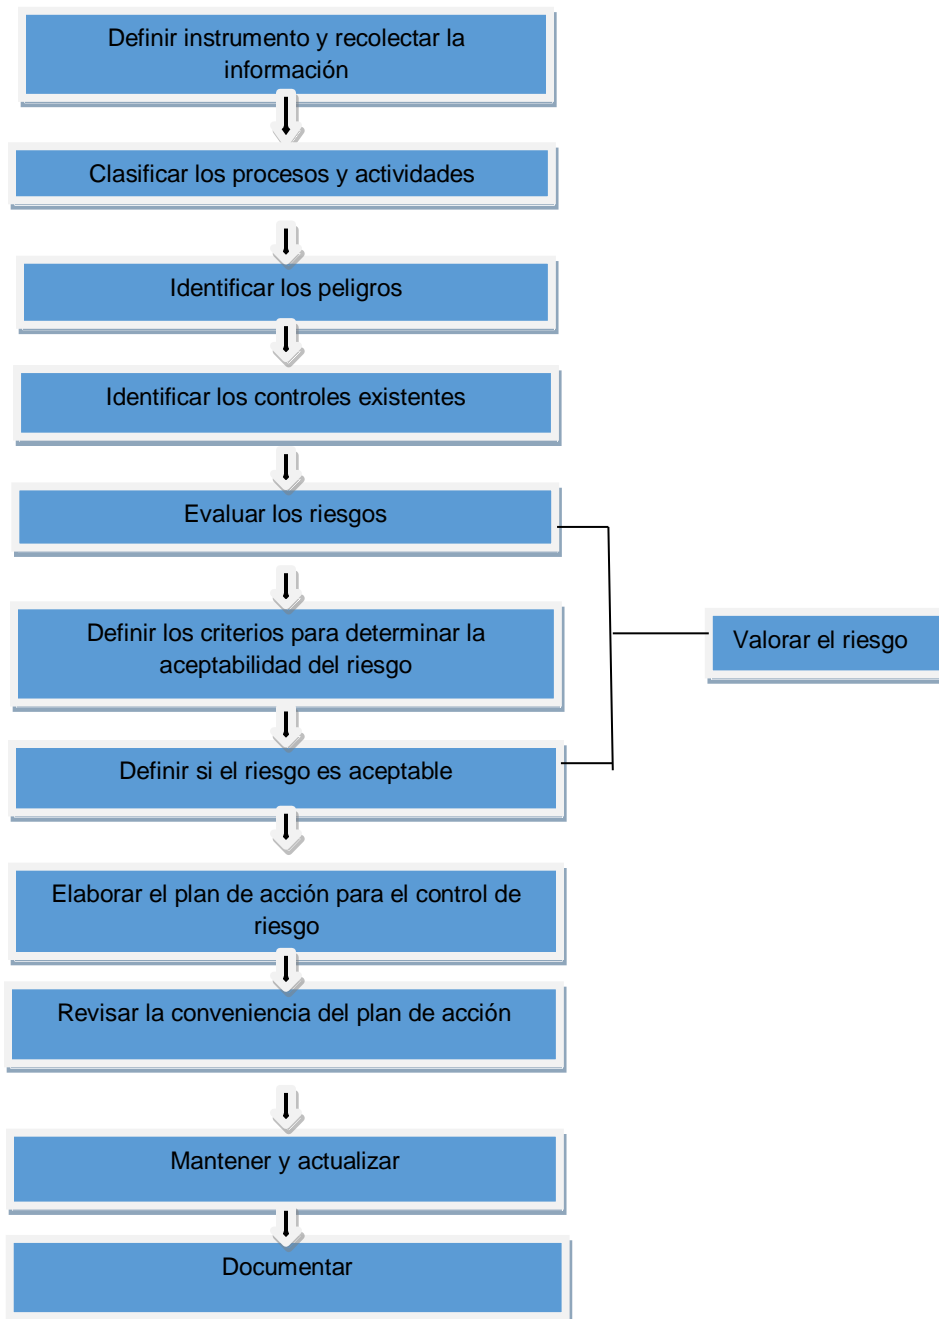 Definir instrumento y recolectar la
información
Clasificar los procesos y actividades
Identificar los peligros
Identificar los controles existentes
Evaluar los riesgos
Definir los criterios para determinar la
aceptabilidad del riesgo
Valorar el riesgo
Definir si el riesgo es aceptable
Elaborar el plan de acción para el control de
riesgo
Revisar la conveniencia del plan de acción
Mantener y actualizar
Documentar